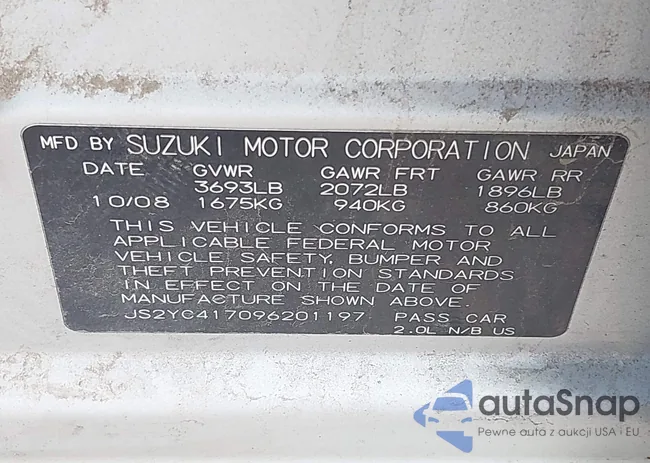 MFD BY SUZUKI MOTOR CORPORATION JAPAN
DATE GVWR GAWR FRT GAWR RR
3693LB 2072LB 1896LB
10/08 1675KG 940KG 860KG
THIS VEHICLE CONFORMS TO ALL
APPLICABLE FEDERAL MOTOR
VEHICLE SAFETY, BUMPER AND
THEFT PREVENTION STANDARDS
IN EFFECT ON THE DATE OF
MANUFACTURE SHOWN ABOVE.
JS2YC417096201197 PASS CAR
2.0L N/B US
autaSnap
Pewne auta z aukcji USA i EU